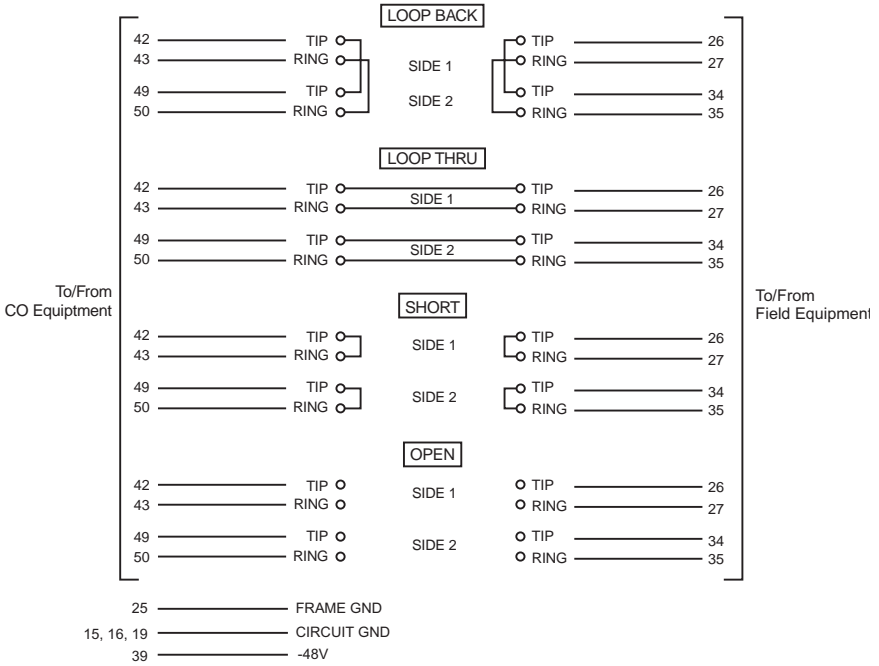 LOOP BACK
42 TIP TIP 26
43 RING SIDE 1 RING 27
49 TIP SIDE 2 TIP 34
50 RING RING 35
LOOP THRU
42 TIP TIP 26
43 RING SIDE 1 RING 27
49 TIP TIP 34
50 RING SIDE 2 RING 35
To/From
CO Equiptment
To/From
Field Equipment
SHORT
42 TIP SIDE 1 TIP 26
43 RING RING 27
49 TIP SIDE 2 TIP 34
50 RING RING 35
OPEN
42 TIP SIDE 1 TIP 26
43 RING RING 27
49 TIP SIDE 2 TIP 34
50 RING RING 35
25 FRAME GND
15, 16, 19 CIRCUIT GND
39 -48V